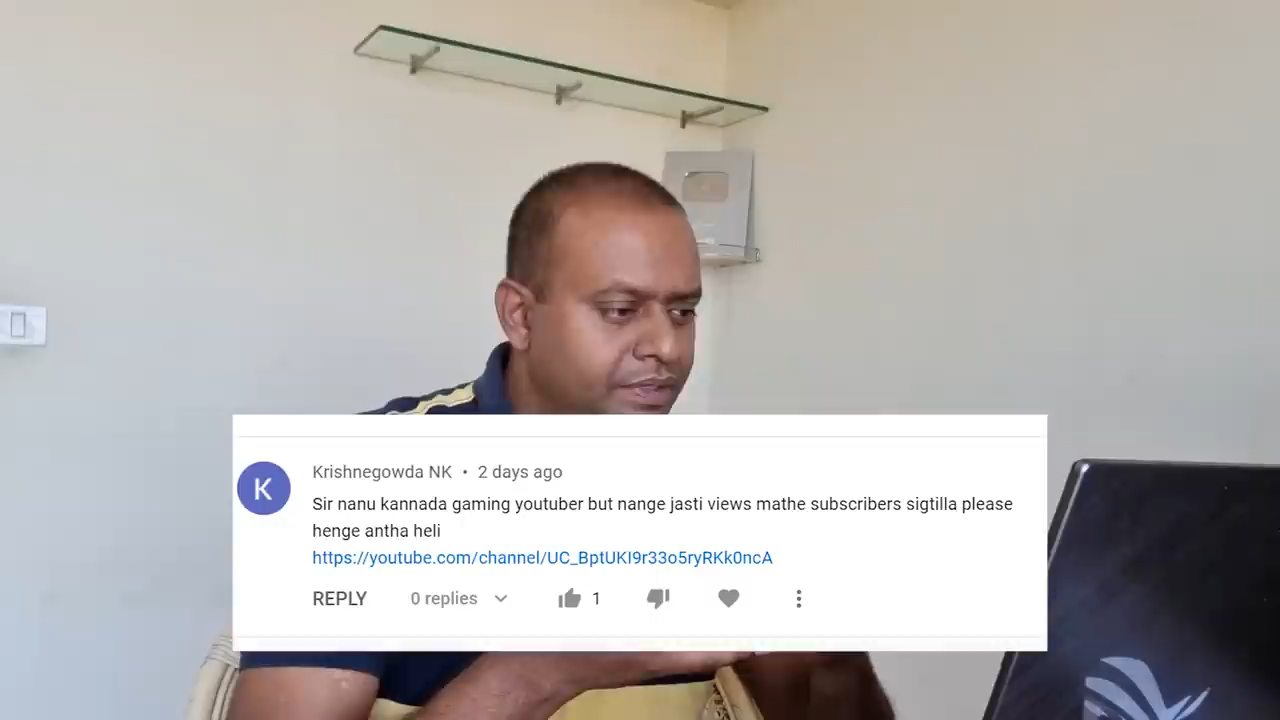 K
Krishnegowda NK • 2 days ago
Sir nanu kannada gaming youtuber but nange jasti views mathe subscribers sigtilla please
henge antha heli
https://youtube.com/channel/UC_BptUKI9r33o5ryRKk0ncA
REPLY 0 replies 1